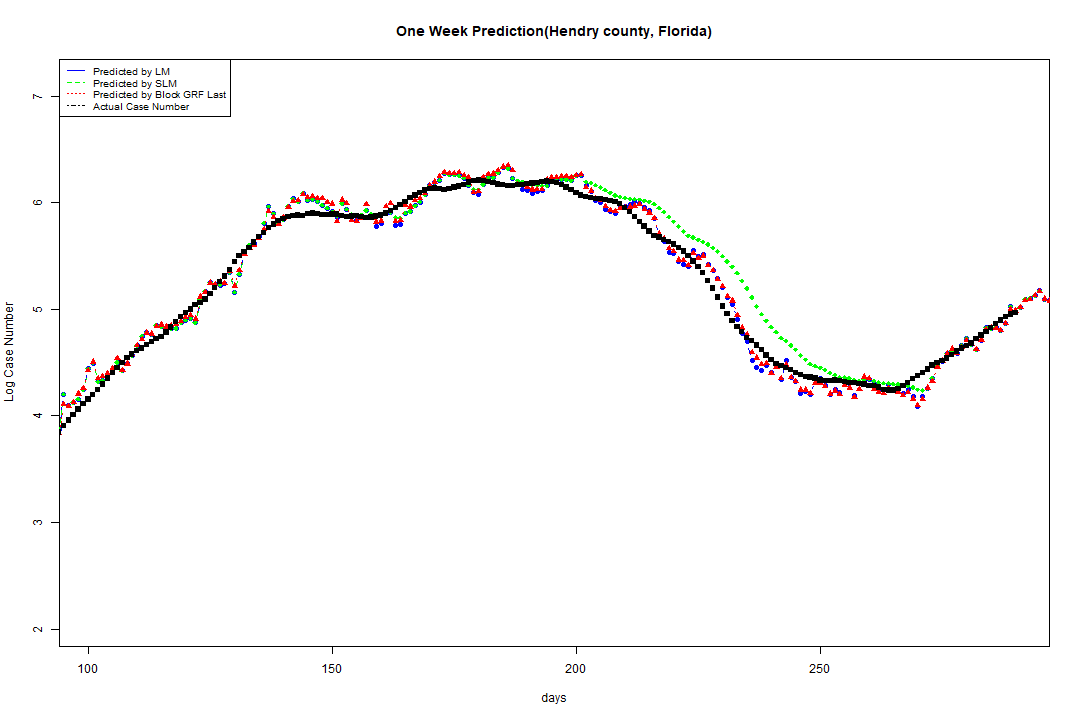 One Week Prediction(Hendry county, Florida)
Predicted by LM
Predicted by SLM
Predicted by Block GRF Last
Actual Case Number
7
6
5
4
3
2
Log Case Number
100 150 200 250
days